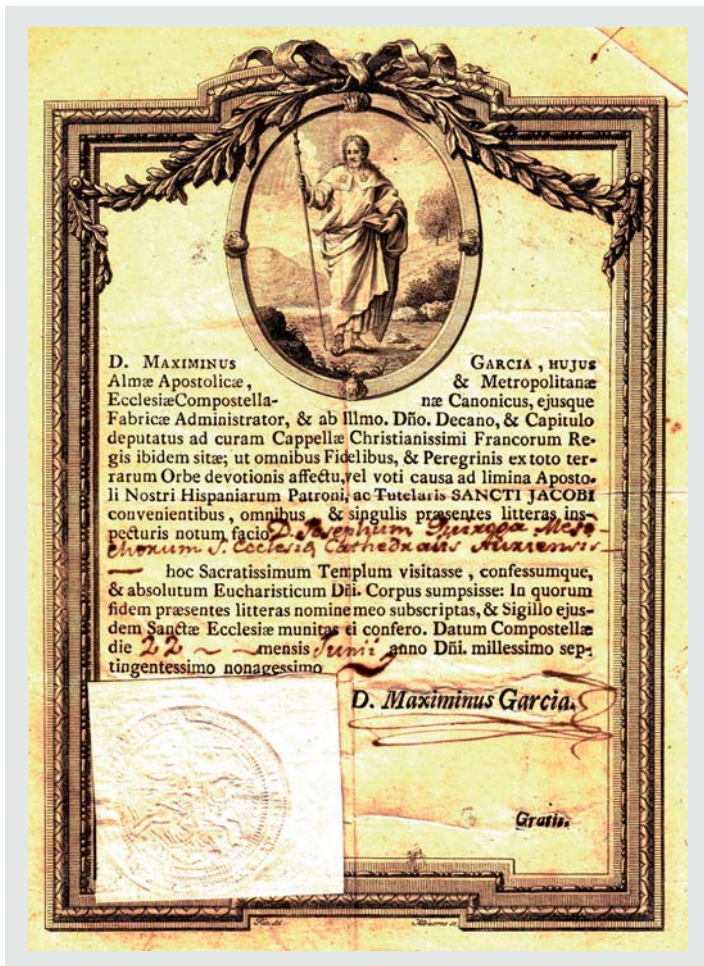 D. MAXIMINUS GARCIA, HUJUS
Almæ Apostolicæ, & Metropolitanæ
EcclesiæCompostella- næ Canonicus, ejusque
Fabricæ Administrator, & ab Illmo. Dño. Decano, & Capitulo
deputatus ad curam Cappellæ Christianissimi Francorum Re-
gis ibidem sitæ; ut omnibus Fidelibus, & Peregrinis ex toto ter-
rarum Orbe devotionis affectu, vel voti causa ad limina Aposto-
li Nostri Hispaniarum Patroni, ac Tutelaris SANCTI JACOBI
convenientibus, omnibus & singulis præsentes litteras ins-
pecturis notum facio D. Josephum Quiroga
S. Ecclesia Cathedralis Auriensis
hoc Sacratissimum Templum visitasse, confessumque,
& absolutum Eucharisticum Dñi. Corpus sumpsisse: In quorum
fidem præsentes litteras nomine meo subscriptas, & Sigillo ejus-
dem Sanctæ Ecclesiæ munitas ei confero. Datum Compostellæ
die 22 mensis Junii anno Dñi. millessimo sep-
tingentessimo nonagessimo
D. Maximinus Garcia.
Gratis.